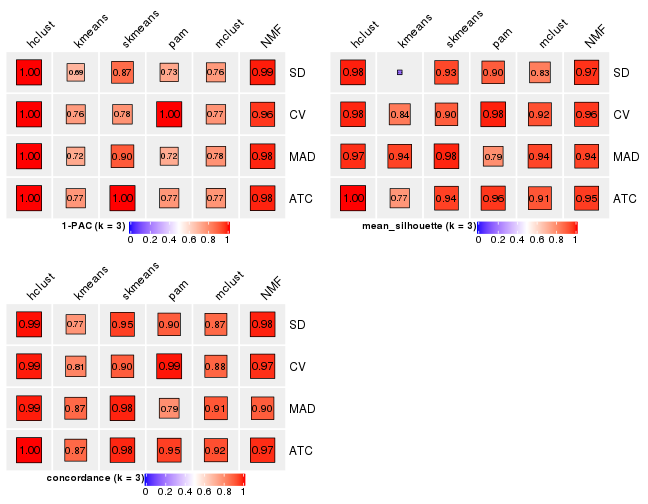 hclust kmeans skmeans pam mclust NMF
1.00 0.69 0.87 0.73 0.76 0.99 SD
1.00 0.76 0.78 1.00 0.77 0.96 CV
1.00 0.72 0.90 0.72 0.78 0.98 MAD
1.00 0.77 1.00 0.77 0.77 0.98 ATC
1-PAC (k = 3) 0 0.2 0.4 0.6 0.8 1
hclust kmeans skmeans pam mclust NMF
0.98 0.93 0.90 0.83 0.97 SD
0.98 0.84 0.90 0.98 0.92 0.96 CV
0.97 0.94 0.98 0.79 0.94 0.94 MAD
1.00 0.77 0.94 0.96 0.91 0.95 ATC
mean_silhouette (k = 3) 0 0.2 0.4 0.6 0.8 1
hclust kmeans skmeans pam mclust NMF
0.99 0.77 0.95 0.90 0.87 0.98 SD
0.99 0.81 0.90 0.99 0.88 0.97 CV
0.99 0.87 0.98 0.79 0.91 0.90 MAD
1.00 0.87 0.98 0.95 0.92 0.97 ATC
concordance (k = 3) 0 0.2 0.4 0.6 0.8 1